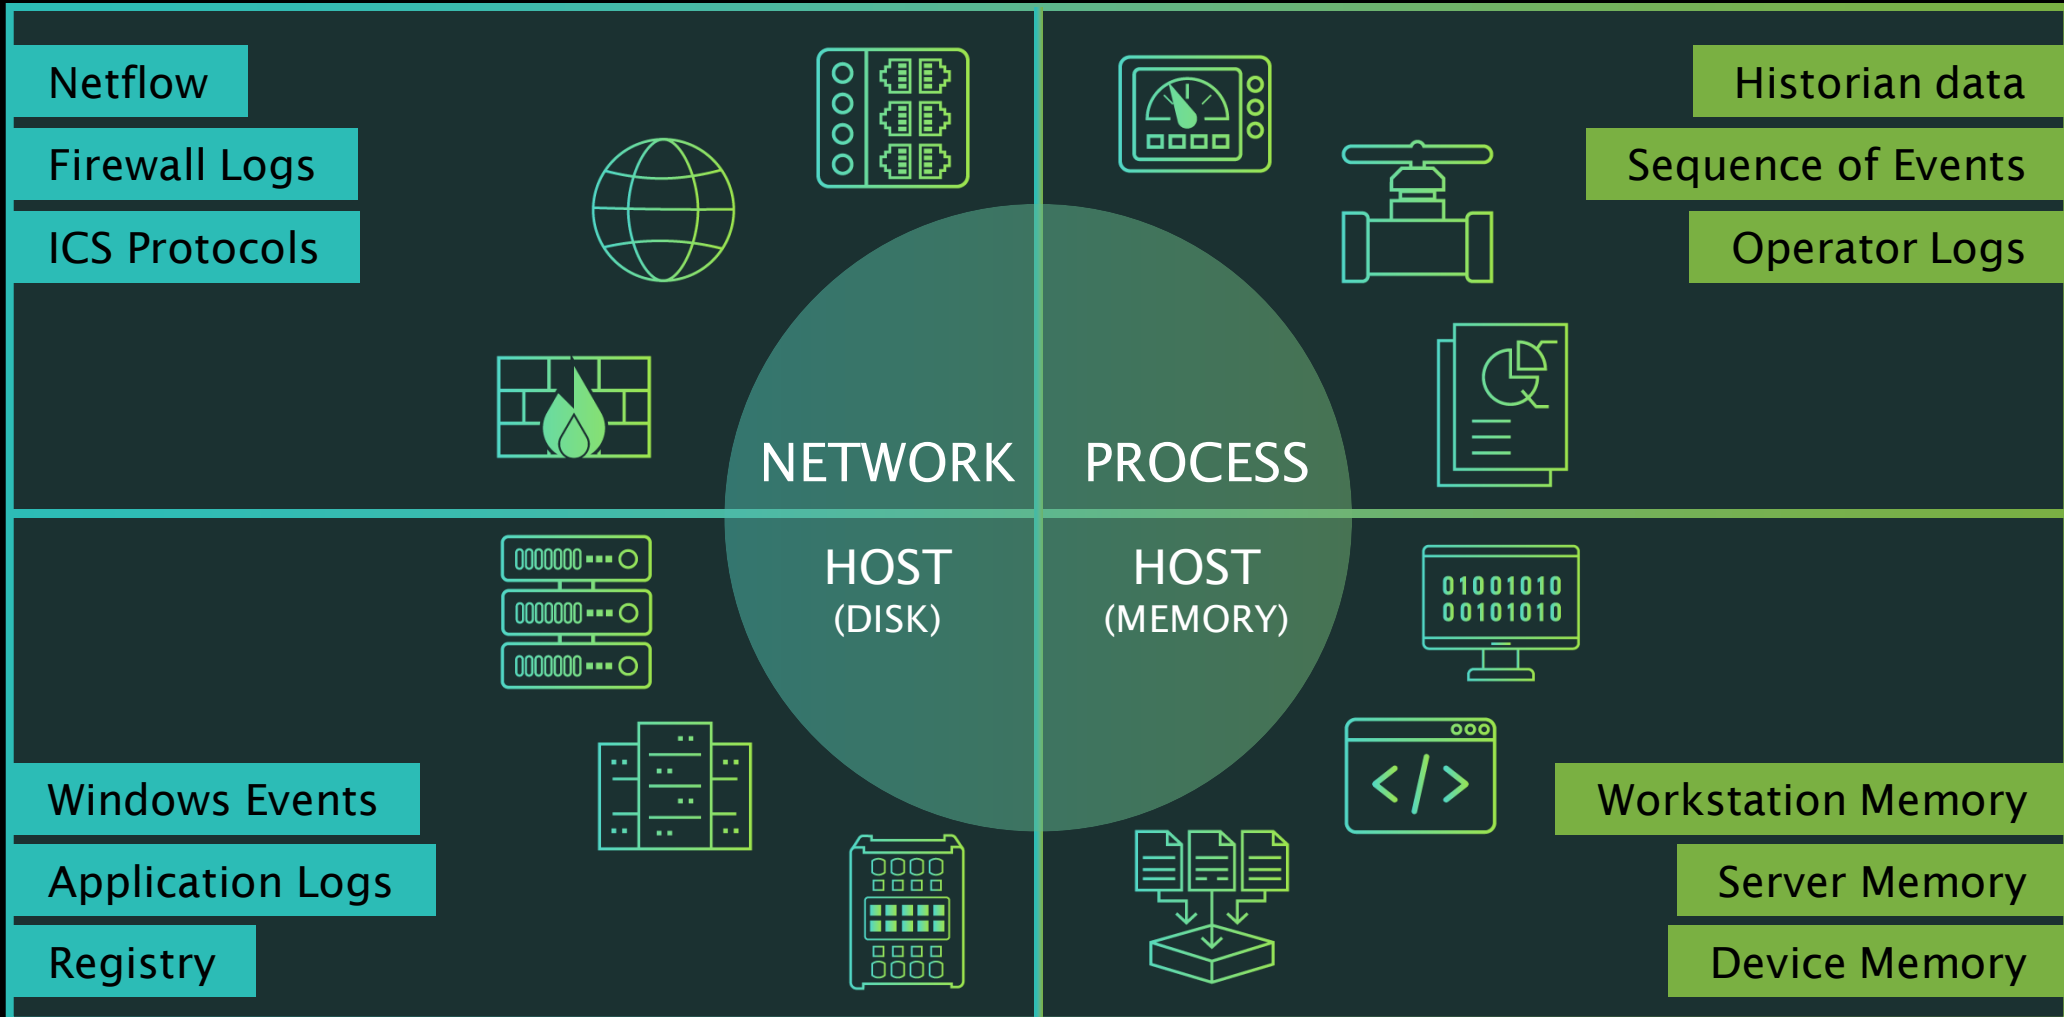 Netflow
Firewall Logs
ICS Protocols
Historian data
Sequence of Events
Operator Logs
NETWORK
PROCESS
HOST
(DISK)
HOST
(MEMORY)
01001010
00101010
Windows Events
Application Logs
Registry
Workstation Memory
Server Memory
Device Memory